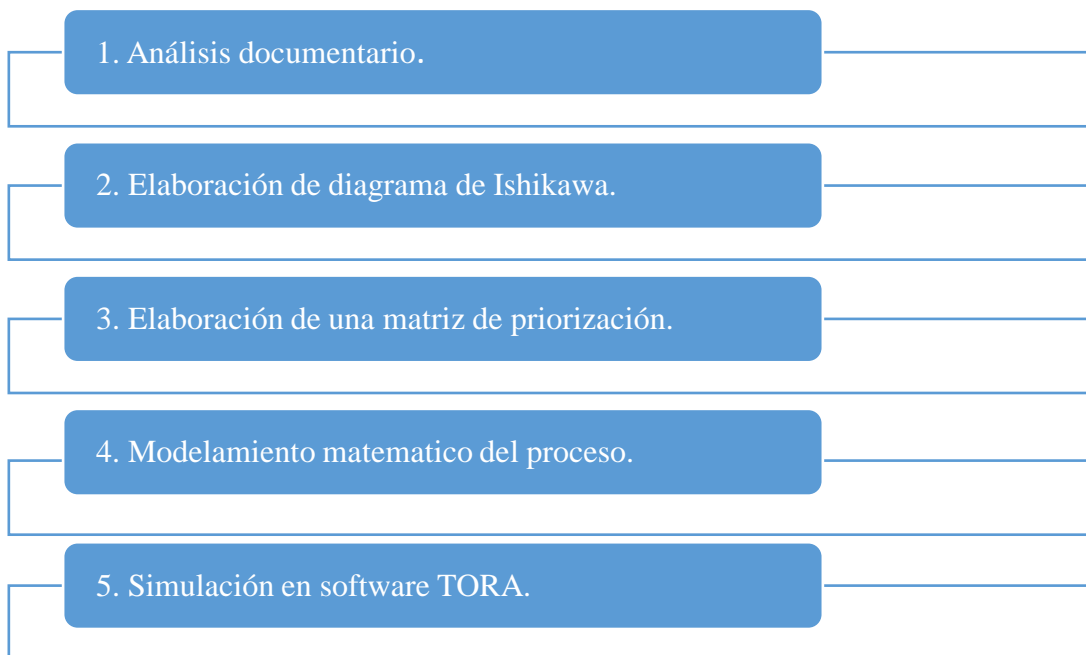 1. Análisis documentario.
2. Elaboración de diagrama de Ishikawa.
3. Elaboración de una matriz de priorización.
4. Modelamiento matematico del proceso.
5. Simulación en software TORA.